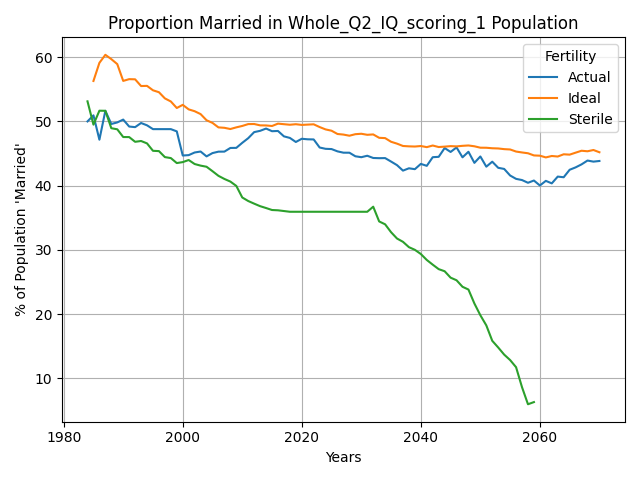 Proportion Married in Whole_Q2_IQ_scoring_1 Population
% of Population 'Married'
60
50
40
30
20
10
1980
2000
2020
2040
2060
Years
Fertility
Actual
Ideal
Sterile